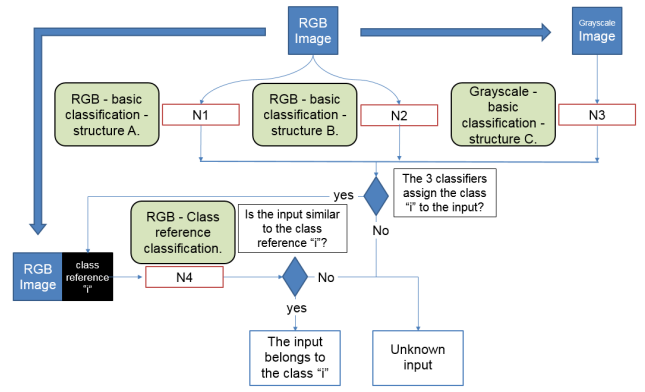 RGB
Image
Grayscale
Image
RGB - basic
classification -
structure A.
N1
RGB - basic
classification -
structure B.
N2
Grayscale -
basic
classification -
structure C.
N3
The 3 classifiers
assign the class
“i” to the input?
yes
No
RGB - Class
reference
classification.
Is the input similar
to the class
reference “i”?
RGB
Image
class
reference
“i”
N4
No
yes
The input
belongs to
the class “i”
Unknown
input